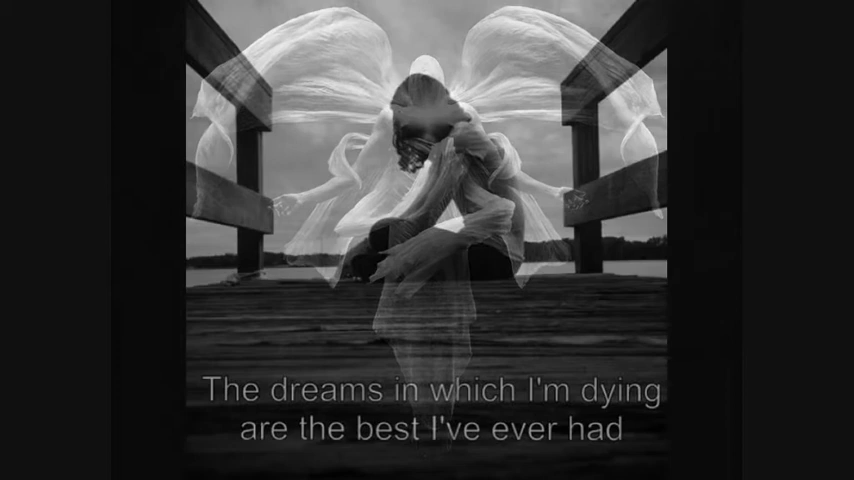 The dreams in which I'm dying
are the best I've ever had